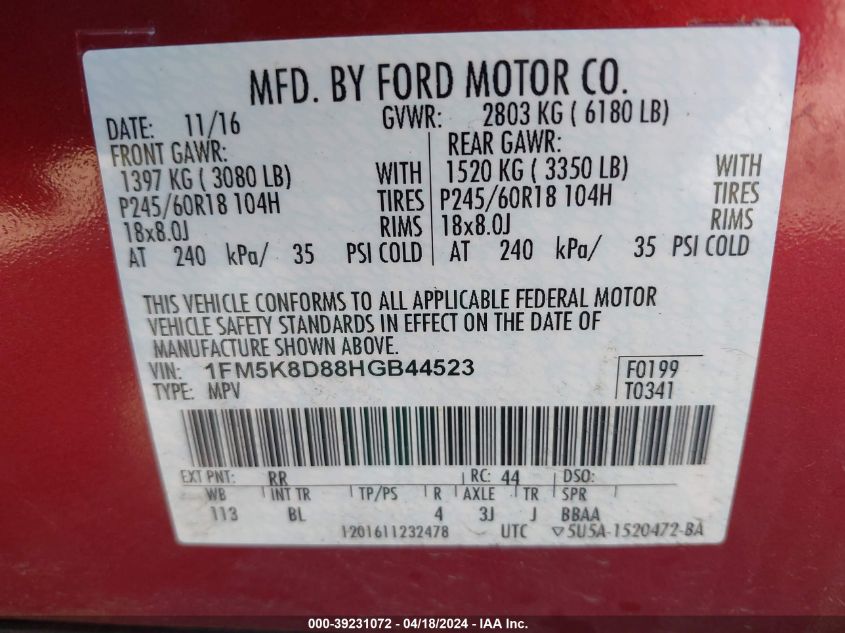 MFD. BY FORD MOTOR CO.
DATE: 11/16 GVWR: 2803 KG ( 6180 LB)
FRONT GAWR: REAR GAWR:
1397 KG ( 3080 LB) WITH 1520 KG ( 3350 LB) WITH
P245/60R18 104H TIRES P245/60R18 104H TIRES
18x8.0J RIMS 18x8.0J RIMS
AT 240 kPa/ 35 PSI COLD AT 240 kPa/ 35 PSI COLD
THIS VEHICLE CONFORMS TO ALL APPLICABLE FEDERAL MOTOR
VEHICLE SAFETY STANDARDS IN EFFECT ON THE DATE OF
MANUFACTURE SHOWN ABOVE.
VIN: 1FM5K8D88HGB44523 F0199
TYPE: MPV T0341
EXT PNT: RR RC: 44 DSO:
WB INT TR TP/PS R AXLE TR SPR
113 BL 4 3J J BBAA
1201611232478 UTC ▽5U5A-1520472-BA
000-39231072 - 04/18/2024 - IAA Inc.